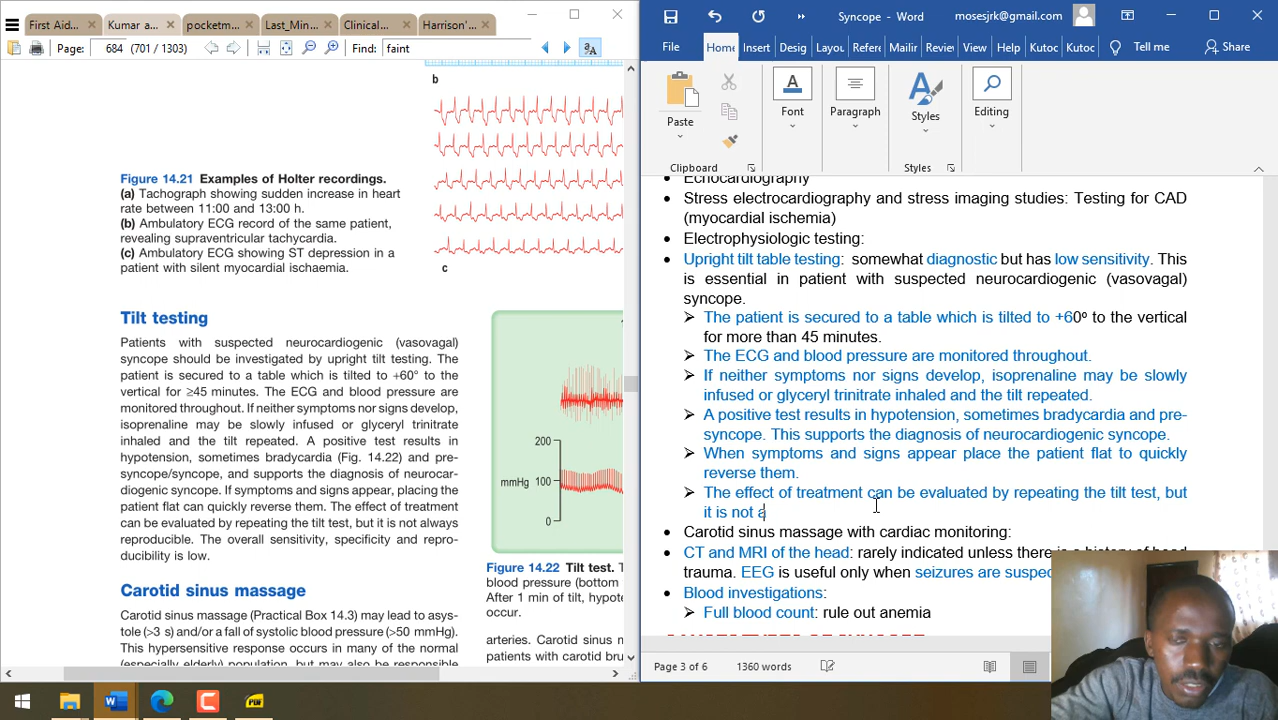 First Aid...
Kumar a...
pocketm...
Last_Min...
Clinical...
Harrison'...
Page: 684 (701 / 1303)
Find: faint
b
Figure 14.21 Examples of Holter recordings.
(a) Tachograph showing sudden increase in heart
rate between 11:00 and 13:00 h.
(b) Ambulatory ECG record of the same patient,
revealing supraventricular tachycardia.
(c) Ambulatory ECG showing ST depression in a
patient with silent myocardial ischaemia.
c
Tilt testing
Patients with suspected neurocardiogenic (vasovagal)
syncope should be investigated by upright tilt testing. The
patient is secured to a table which is tilted to +60° to the
vertical for ≥45 minutes. The ECG and blood pressure are
monitored throughout. If neither symptoms nor signs develop,
isoprenaline may be slowly infused or glyceryl trinitrate
inhaled and the tilt repeated. A positive test results in
hypotension, sometimes bradycardia (Fig. 14.22) and pre-
syncope/syncope, and supports the diagnosis of neurocar-
diogenic syncope. If symptoms and signs appear, placing the
patient flat can quickly reverse them. The effect of treatment
can be evaluated by repeating the tilt test, but it is not always
reproducible. The overall sensitivity, specificity and repro-
ducibility is low.
Carotid sinus massage
Carotid sinus massage (Practical Box 14.3) may lead to asys-
tole (>3 s) and/or a fall of systolic blood pressure (>50 mmHg).
This hypersensitive response occurs in many of the normal
(especially elderly) population, but may also be responsible
200
mmHg 100
0
Figure 14.22 Tilt test.
blood pressure (bottom
After 1 min of tilt, hypote
occur.
arteries. Carotid sinus m
patients with carotid bru
Syncope - Word
mosesjrk@gmail.com
File Home Insert Desig Layou Refere Mailir Review View Help Kutoc Kutoc Tell me Share
Paste
Font
Paragraph
Styles
Editing
Clipboard
Styles
Echocardiography
• Stress electrocardiography and stress imaging studies: Testing for CAD
(myocardial ischemia)
• Electrophysiologic testing:
• Upright tilt table testing: somewhat diagnostic but has low sensitivity. This
is essential in patient with suspected neurocardiogenic (vasovagal)
syncope.
➢ The patient is secured to a table which is tilted to +60º to the vertical
for more than 45 minutes.
➢ The ECG and blood pressure are monitored throughout.
➢ If neither symptoms nor signs develop, isoprenaline may be slowly
infused or glyceryl trinitrate inhaled and the tilt repeated.
➢ A positive test results in hypotension, sometimes bradycardia and pre-
syncope. This supports the diagnosis of neurocardiogenic syncope.
➢ When symptoms and signs appear place the patient flat to quickly
reverse them.
➢ The effect of treatment can be evaluated by repeating the tilt test, but
it is not a
• Carotid sinus massage with cardiac monitoring:
• CT and MRI of the head: rarely indicated unless there is a history of head
trauma. EEG is useful only when seizures are suspec
• Blood investigations:
➢ Full blood count: rule out anemia
Page 3 of 6 1360 words